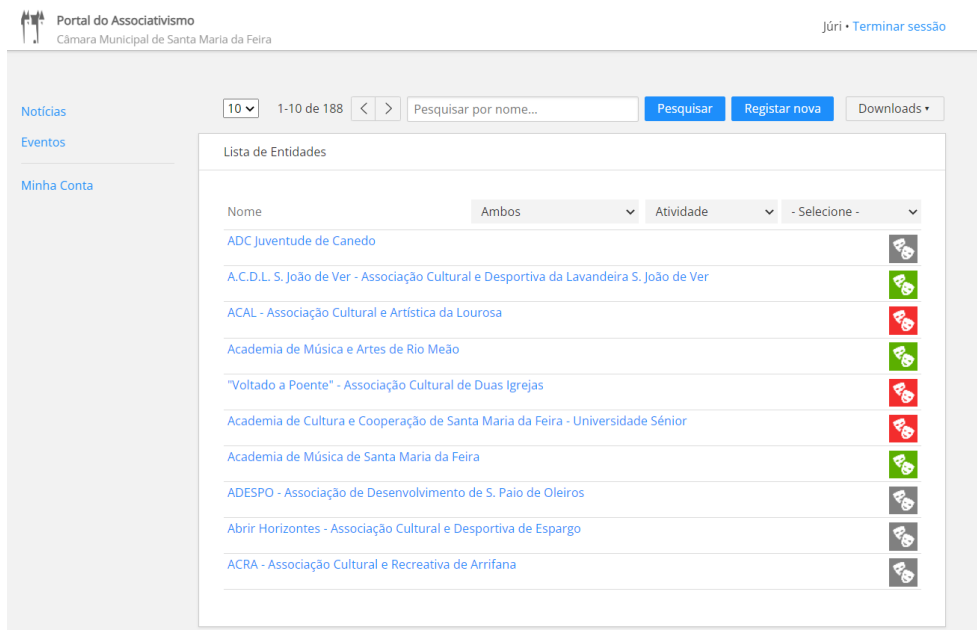 Portal do Associativismo
Câmara Municipal de Santa Maria da Feira
Júri • Terminar sessão
Notícias
Eventos
Minha Conta
10 1-10 de 188 < > Pesquisar por nome... Pesquisar Registar nova Downloads
Lista de Entidades
Nome Ambos Atividade - Selecione -
ADC Juventude de Canedo
A.C.D.L. S. João de Ver - Associação Cultural e Desportiva da Lavandeira S. João de Ver
ACAL - Associação Cultural e Artística da Lourosa
Academia de Música e Artes de Rio Meão
"Voltado a Poente" - Associação Cultural de Duas Igrejas
Academia de Cultura e Cooperação de Santa Maria da Feira - Universidade Sénior
Academia de Música de Santa Maria da Feira
ADESPO - Associação de Desenvolvimento de S. Paio de Oleiros
Abrir Horizontes - Associação Cultural e Desportiva de Espargo
ACRA - Associação Cultural e Recreativa de Arrifana